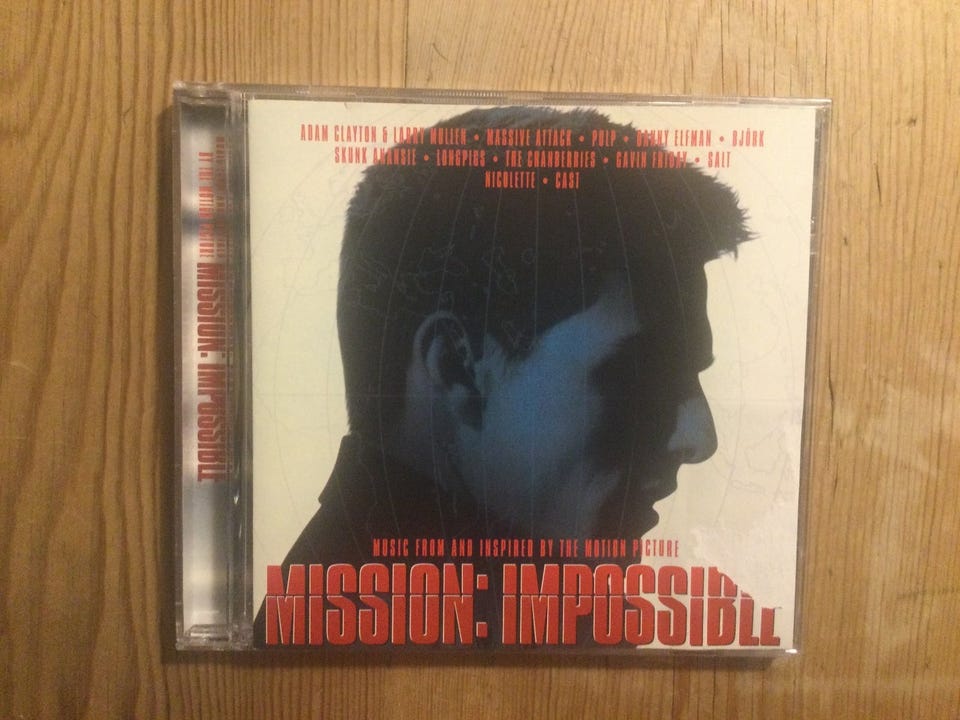 ADAM CLAYTON & LARRY MULLEN • MASSIVE ATTACK • PULP • DANNY ELFMAN • BJÖRK
SKUNK ANANSIE • LONGPIGS • THE CRANBERRIES • GAVIN FRIDAY • SALT
NICOLETTE • CAST
MUSIC FROM AND INSPIRED BY THE MOTION PICTURE
MISSION: IMPOSSIBLE
MISSION: IMPOSSIBLE